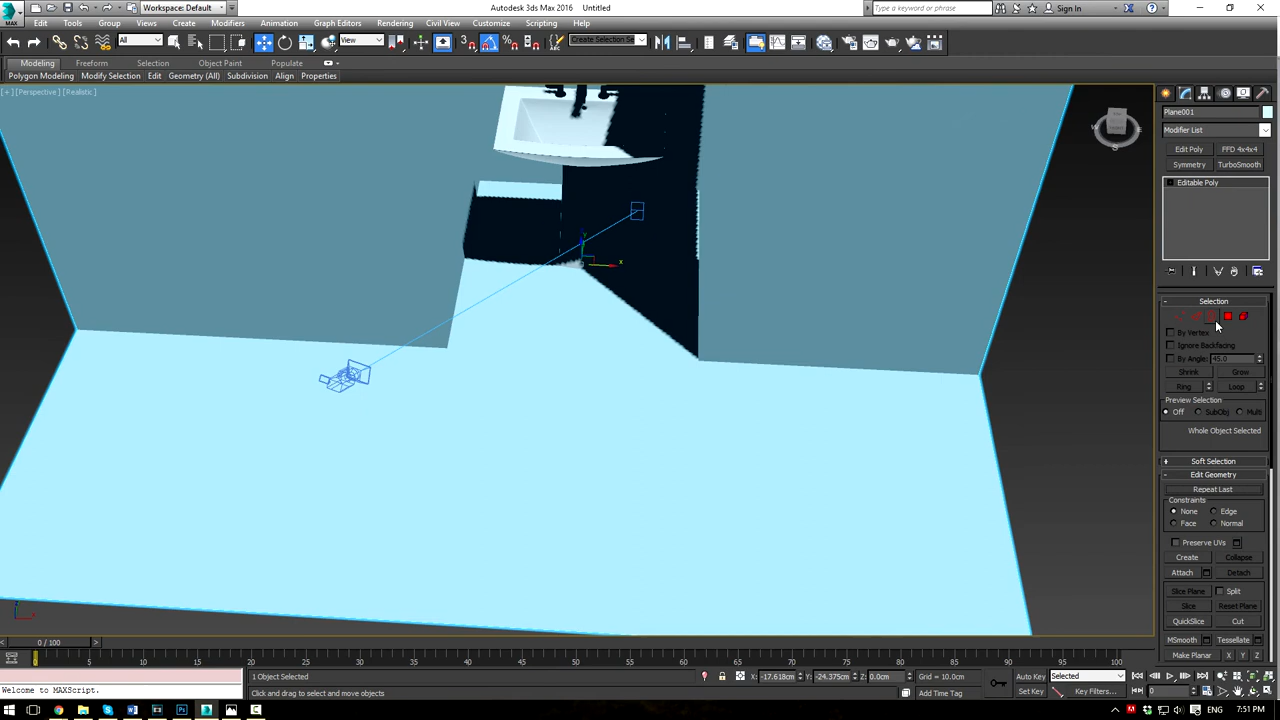 Workspace: Default
Autodesk 3ds Max 2016 Untitled
Type a keyword or phrase
Sign In
Edit Tools Group Views Create Modifiers Animation Graph Editors Rendering Civil View Customize Scripting Help
All View Create Selection Se
Modeling Freeform Selection Object Paint Populate
Polygon Modeling Modify Selection Edit Geometry (All) Subdivision Align Properties
[+] [Perspective] [Realistic]
Plane001
Modifier List
Edit Poly FFD 4x4x4
Symmetry TurboSmooth
Editable Poly
Selection
By Vertex
Ignore Backfacing
By Angle: 45.0
Shrink Grow
Ring Loop
Preview Selection
Off SubObj Multi
Whole Object Selected
Soft Selection
Edit Geometry
Repeat Last
Constraints
None Edge
Face Normal
Preserve UVs
Create Collapse
Attach Detach
Slice Plane Split
Slice Reset Plane
QuickSlice Cut
MSmooth Tessellate
Make Planar X Y Z
0 / 100
0 5 10 15 20 25 30 35 40 45 50 55 60 65 70 75 80 85 90 95 100
1 Object Selected X: -17.618cm Y: -24.375cm Z: 0.0cm Grid = 10.0cm Auto Key Selected
Welcome to MAXScript. Click and drag to select and move objects Add Time Tag Set Key Key Filters... 0
ENG 7:51 PM